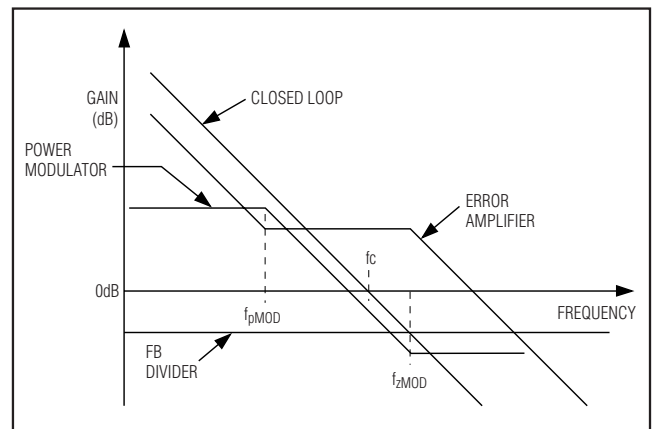 GAIN
(dB)
CLOSED LOOP
POWER
MODULATOR
ERROR
AMPLIFIER
fC
0dB
FREQUENCY
fpMOD
FB
DIVIDER
fzMOD